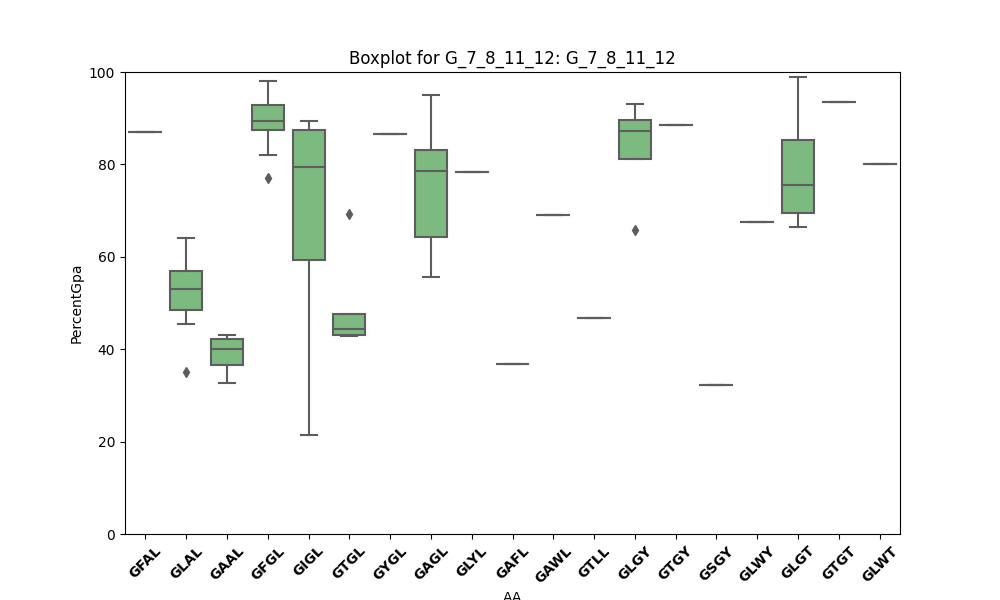 Boxplot for G_7_8_11_12: G_7_8_11_12
100
80
60
40
20
0
PercentGpa
GFAL GLAL GAAL GFGL GIGL GTGL GYGL GAGL GLYL GAFL GAWL GTLL GLGY GTGY GSGY GLWY GLGT GTGT GLWT
AA